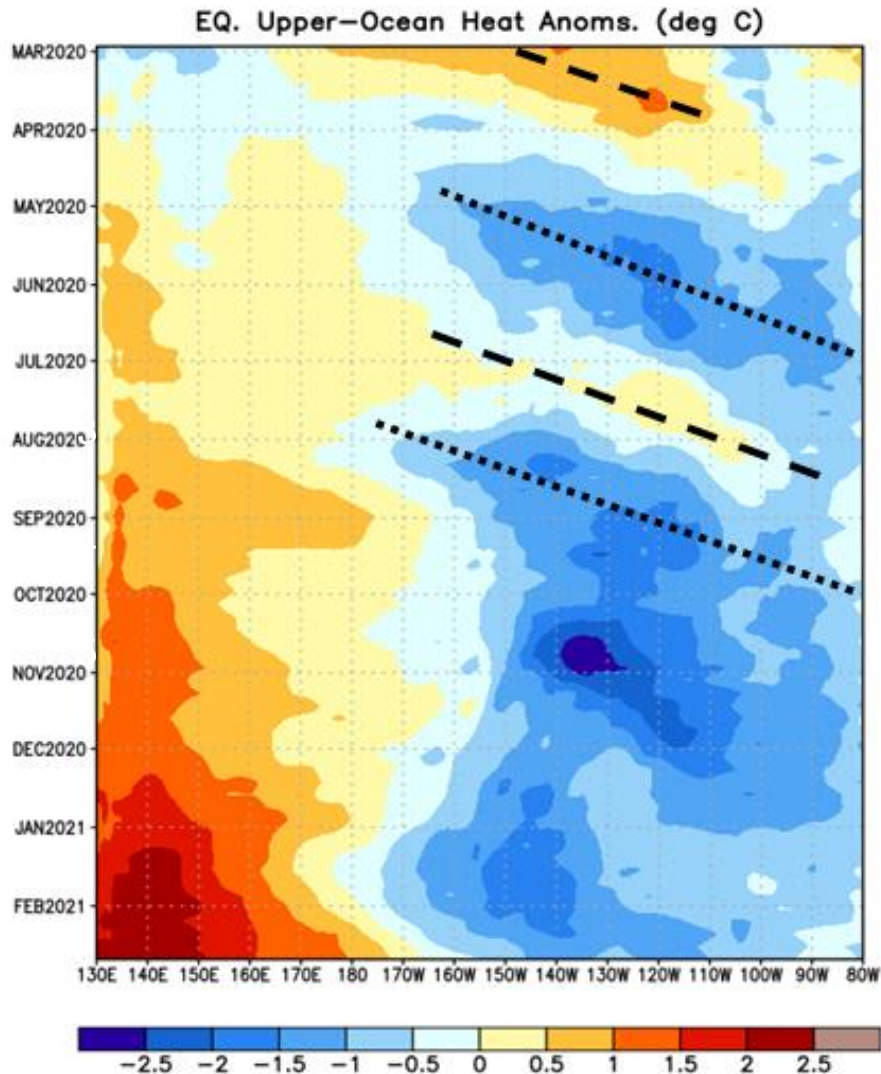 EQ. Upper-Ocean Heat Anoms. (deg C)
MAR2020
APR2020
MAY2020
JUN2020
JUL2020
AUG2020
SEP2020
OCT2020
NOV2020
DEC2020
JAN2021
FEB2021
130E 140E 150E 160E 170E 180 170W 160W 150W 140W 130W 120W 110W 100W 90W 80W
-2.5 -2 -1.5 -1 -0.5 0 0.5 1 1.5 2 2.5